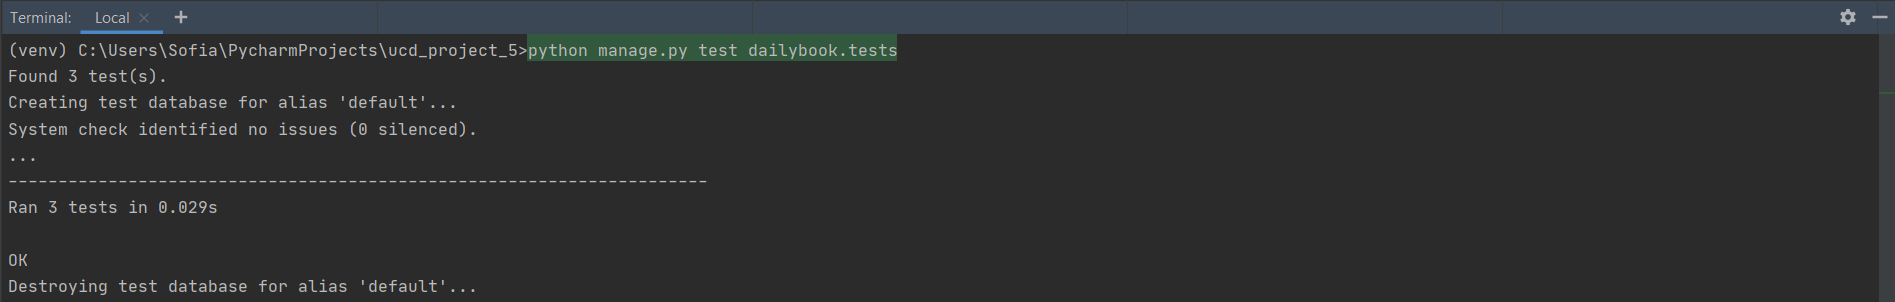 Terminal: Local × +
(venv) C:\Users\Sofia\PycharmProjects\ucd_project_5>python manage.py test dailybook.tests
Found 3 test(s).
Creating test database for alias 'default'...
System check identified no issues (0 silenced).
...
----------------------------------------------------------------------
Ran 3 tests in 0.029s
OK
Destroying test database for alias 'default'...